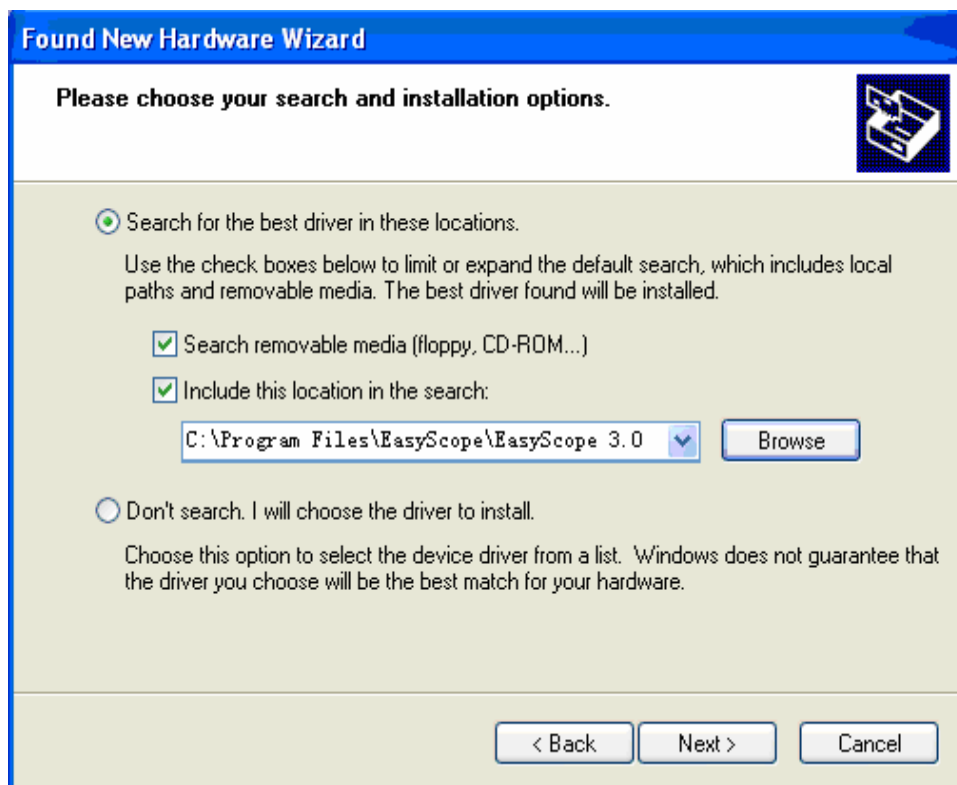 Found New Hardware Wizard
Please choose your search and installation options.
Search for the best driver in these locations.
Use the check boxes below to limit or expand the default search, which includes local
paths and removable media. The best driver found will be installed.
Search removable media (floppy, CD-ROM...)
Include this location in the search:
C:\Program Files\EasyScope\EasyScope 3.0
Browse
Don't search. I will choose the driver to install.
Choose this option to select the device driver from a list.  Windows does not guarantee that
the driver you choose will be the best match for your hardware.
< Back
Next >
Cancel